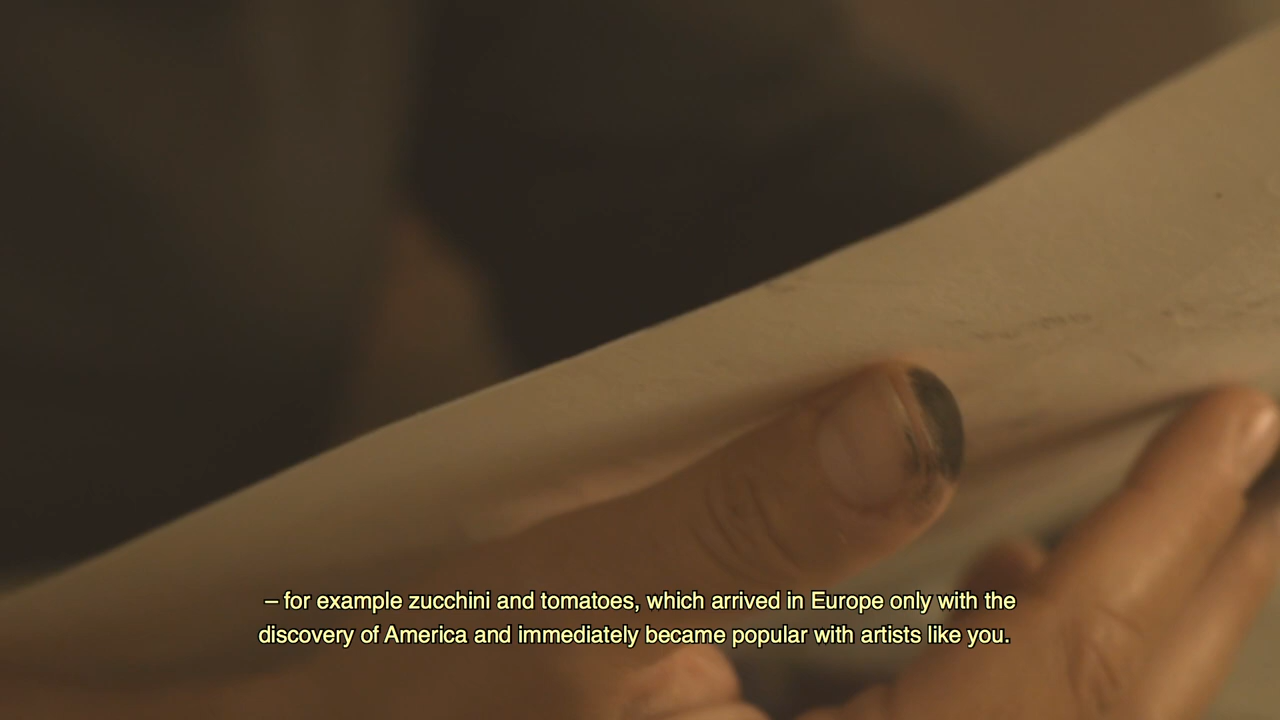 – for example zucchini and tomatoes, which arrived in Europe only with the
discovery of America and immediately became popular with artists like you.